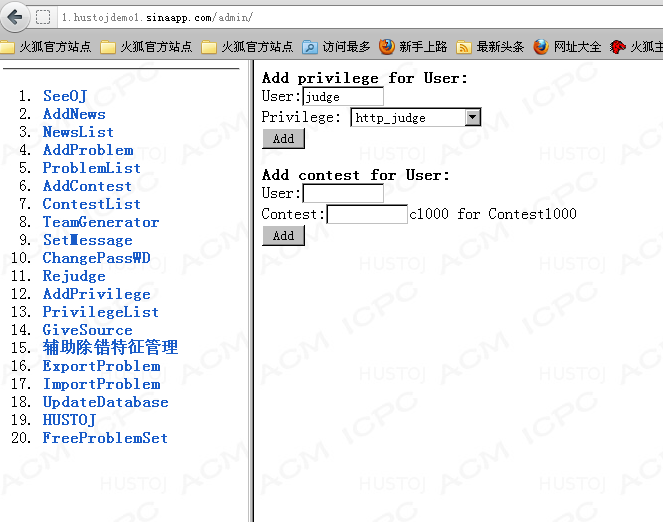 1.hustojdemo1.sinaapp.com/admin/
火狐官方站点 火狐官方站点 火狐官方站点 访问最多 新手上路 最新头条 网址大全 火狐主
1. SeeOJ
2. AddNews
3. NewsList
4. AddProblem
5. ProblemList
6. AddContest
7. ContestList
8. TeamGenerator
9. SetMessage
10. ChangePassWD
11. Rejudge
12. AddPrivilege
13. PrivilegeList
14. GiveSource
15. 辅助除错特征管理
16. ExportProblem
17. ImportProblem
18. UpdateDatabase
19. HUSTOJ
20. FreeProblemSet
Add privilege for User:
User:judge
Privilege: http_judge
Add
Add contest for User:
User:
Contest:c1000 for Contest1000
Add
HUSTOJ ACM ICPC